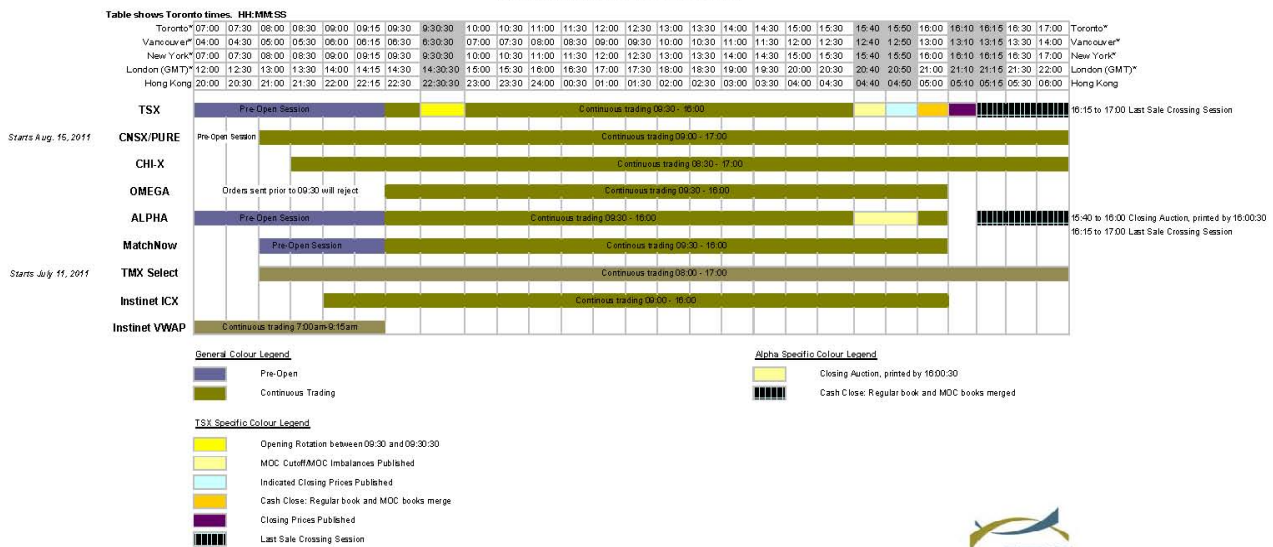 Table shows Toronto times. HH:MM:SS
Toronto* 07:00 07:30 08:00 08:30 09:00 09:15 09:30 9:30:30 10:00 10:30 11:00 11:30 12:00 12:30 13:00 13:30 14:00 14:30 15:00 15:30 15:40 15:50 16:00 16:10 16:15 16:30 17:00 Toronto*
Vancouver* 04:00 04:30 05:00 05:30 06:00 06:15 06:30 6:30:30 07:00 07:30 08:00 08:30 09:00 09:30 10:00 10:30 11:00 11:30 12:00 12:30 12:40 12:50 13:00 13:10 13:15 13:30 14:00 Vancouver*
New York* 07:00 07:30 08:00 08:30 09:00 09:15 09:30 9:30:30 10:00 10:30 11:00 11:30 12:00 12:30 13:00 13:30 14:00 14:30 15:00 15:30 15:40 15:50 16:00 16:10 16:15 16:30 17:00 New York*
London (GMT)* 12:00 12:30 13:00 13:30 14:00 14:15 14:30 14:30:30 15:00 15:30 16:00 16:30 17:00 17:30 18:00 18:30 19:00 19:30 20:00 20:30 20:40 20:50 21:00 21:10 21:15 21:30 22:00 London (GMT)*
Hong Kong 20:00 20:30 21:00 21:30 22:00 22:15 22:30 22:30:30 23:00 23:30 24:00 00:30 01:00 01:30 02:00 02:30 03:00 03:30 04:00 04:30 04:40 04:50 05:00 05:10 05:15 05:30 06:00 Hong Kong
TSX Pre-Open Session Continuous trading 09:30 - 16:00 16:15 to 17:00 Last Sale Crossing Session
Starts Aug. 15, 2011 CNSX/PURE Pre-Open Session Continuous trading 09:00 - 17:00
CHI-X Continuous trading 08:30 - 17:00
OMEGA Orders sent prior to 09:30 will reject Continuous trading 09:30 - 16:00
ALPHA Pre-Open Session Continuous trading 09:30 - 16:00 15:40 to 16:00 Closing Auction, printed by 16:00:30
16:15 to 17:00 Last Sale Crossing Session
MatchNow Pre-Open Session Continous trading 09:30 - 16:00
Starts July 11, 2011 TMX Select Continuous trading 08:00 - 17:00
Instinet ICX Continous trading 09:00 - 16:00
Instinet VWAP Continuous trading 7:00am-9:15am
General Colour Legend
Pre-Open
Continuous Trading
Alpha Specific Colour Legend
Closing Auction, printed by 16:00:30
Cash Close: Regular book and MOC books merged
TSX Specific Colour Legend
Opening Rotation between 09:30 and 09:30:30
MOC Cutoff/MOC Imbalances Published
Indicated Closing Prices Published
Cash Close: Regular book and MOC books merge
Closing Prices Published
Last Sale Crossing Session